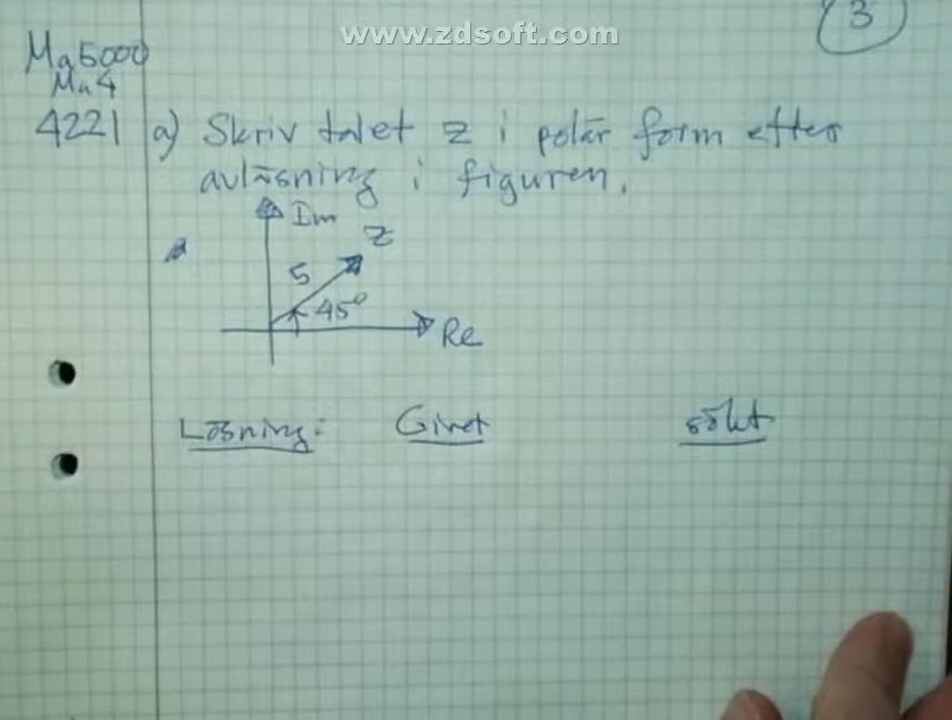 www.zdsoft.com
3
Ma5000
Ma4
4221 a) Skriv talet z i polär form efter
avläsning i figuren.
Im
z
5
45°
Re
Lösning: Givet sökt